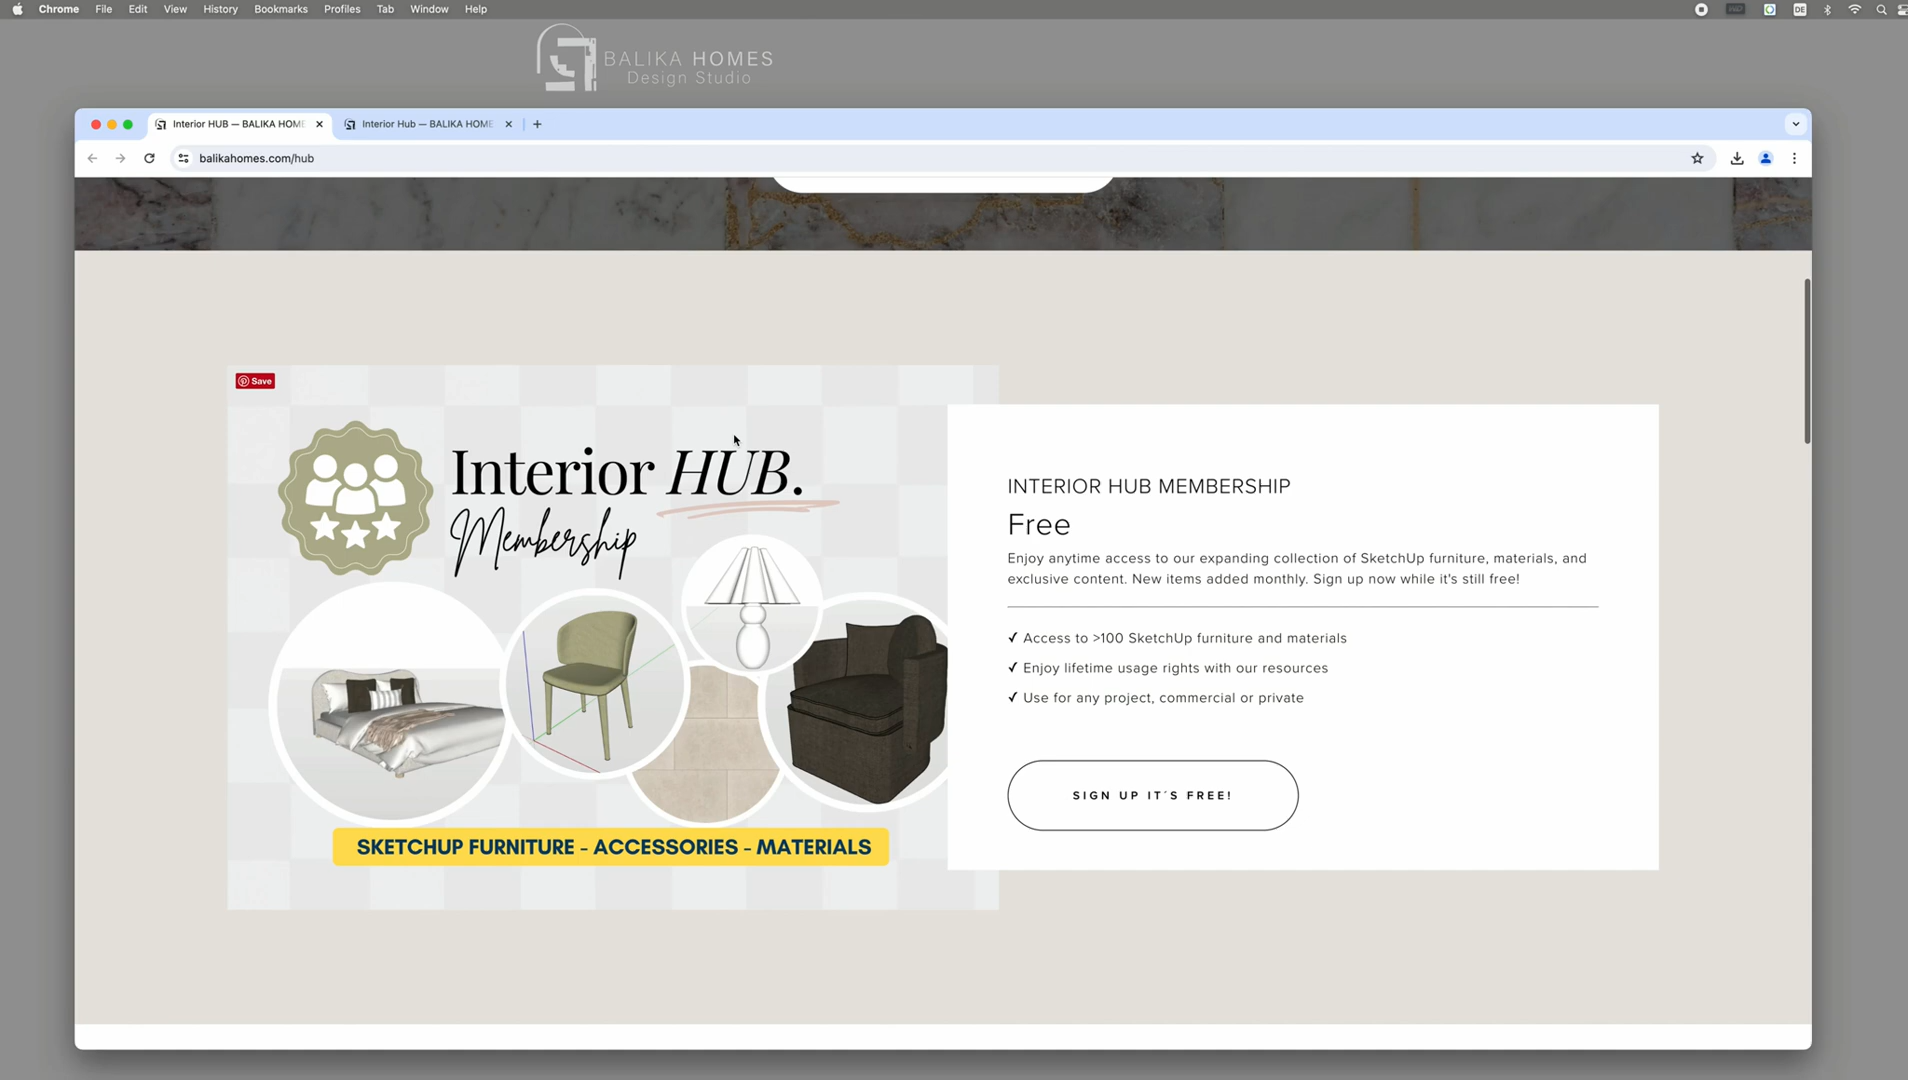 Chrome File Edit View History Bookmarks Profiles Tab Window Help
DE
BALIKA HOMES
Design Studio
Interior HUB — BALIKA HOME
Interior Hub — BALIKA HOME
balikahomes.com/hub
Save
Interior HUB.
Membership
SKETCHUP FURNITURE - ACCESSORIES - MATERIALS
INTERIOR HUB MEMBERSHIP
Free
Enjoy anytime access to our expanding collection of SketchUp furniture, materials, and
exclusive content. New items added monthly. Sign up now while it's still free!
✓ Access to >100 SketchUp furniture and materials
✓ Enjoy lifetime usage rights with our resources
✓ Use for any project, commercial or private
SIGN UP IT´S FREE!